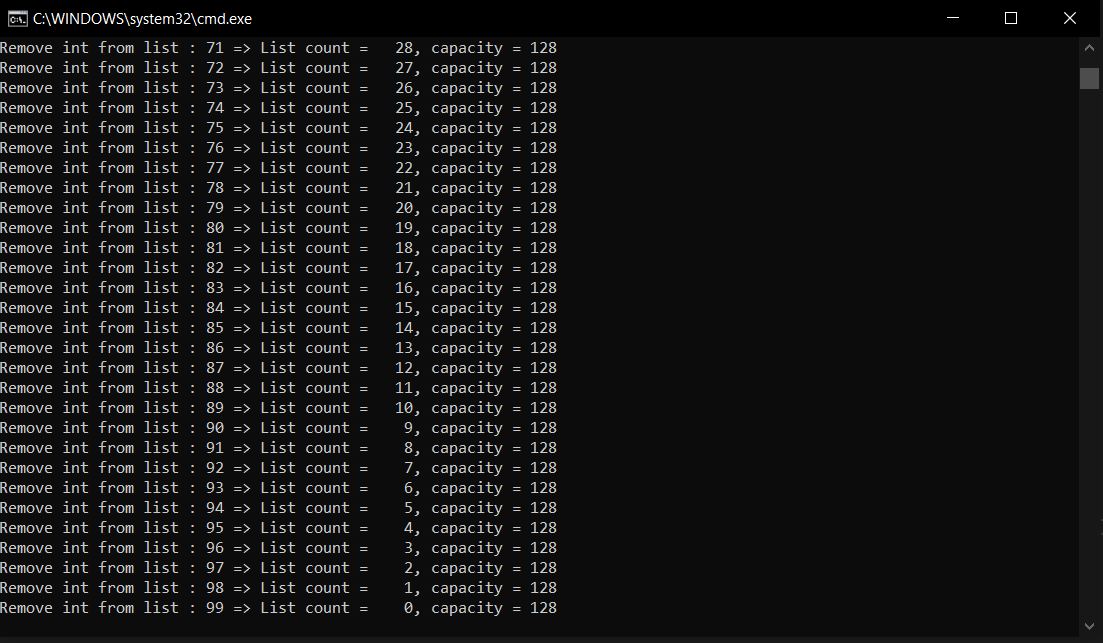 C:\WINDOWS\system32\cmd.exe
Remove int from list : 71 => List count =   28, capacity = 128
Remove int from list : 72 => List count =   27, capacity = 128
Remove int from list : 73 => List count =   26, capacity = 128
Remove int from list : 74 => List count =   25, capacity = 128
Remove int from list : 75 => List count =   24, capacity = 128
Remove int from list : 76 => List count =   23, capacity = 128
Remove int from list : 77 => List count =   22, capacity = 128
Remove int from list : 78 => List count =   21, capacity = 128
Remove int from list : 79 => List count =   20, capacity = 128
Remove int from list : 80 => List count =   19, capacity = 128
Remove int from list : 81 => List count =   18, capacity = 128
Remove int from list : 82 => List count =   17, capacity = 128
Remove int from list : 83 => List count =   16, capacity = 128
Remove int from list : 84 => List count =   15, capacity = 128
Remove int from list : 85 => List count =   14, capacity = 128
Remove int from list : 86 => List count =   13, capacity = 128
Remove int from list : 87 => List count =   12, capacity = 128
Remove int from list : 88 => List count =   11, capacity = 128
Remove int from list : 89 => List count =   10, capacity = 128
Remove int from list : 90 => List count =    9, capacity = 128
Remove int from list : 91 => List count =    8, capacity = 128
Remove int from list : 92 => List count =    7, capacity = 128
Remove int from list : 93 => List count =    6, capacity = 128
Remove int from list : 94 => List count =    5, capacity = 128
Remove int from list : 95 => List count =    4, capacity = 128
Remove int from list : 96 => List count =    3, capacity = 128
Remove int from list : 97 => List count =    2, capacity = 128
Remove int from list : 98 => List count =    1, capacity = 128
Remove int from list : 99 => List count =    0, capacity = 128